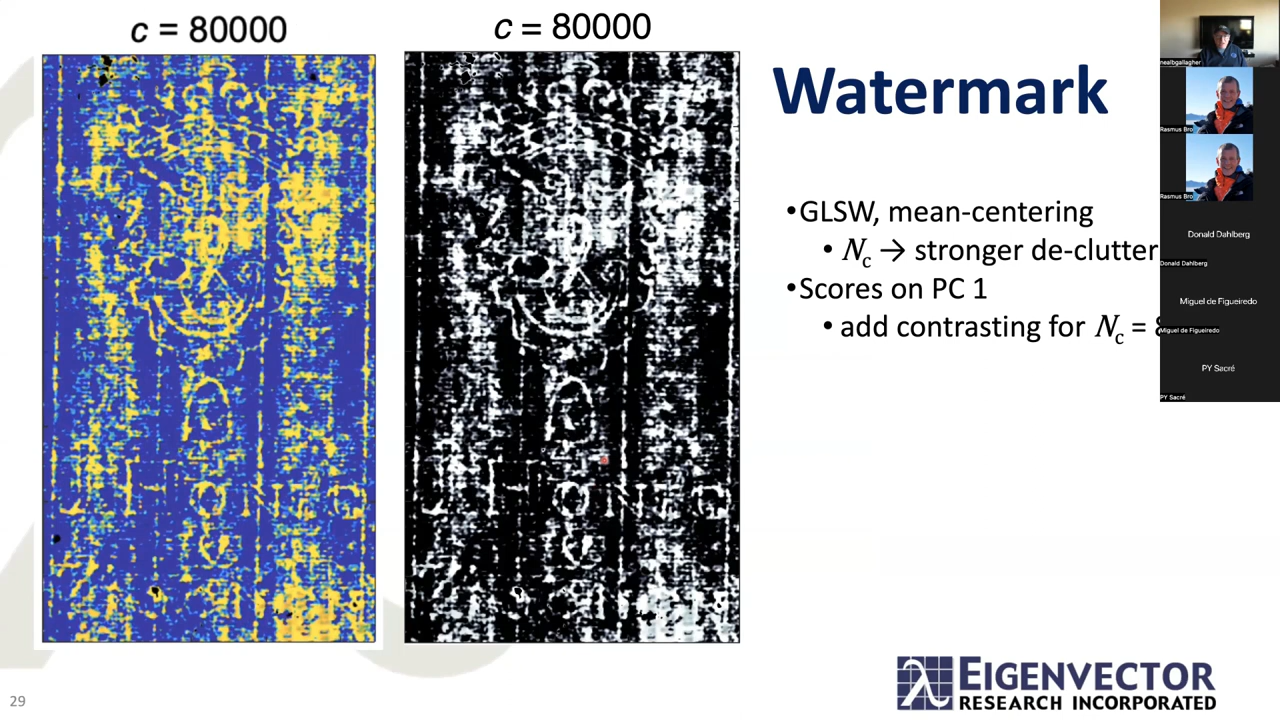 c = 80000
c = 80000
Watermark
•GLSW, mean-centering
• Nc → stronger de-clutter
•Scores on PC 1
• add contrasting for Nc =
nealbgallagher
Rasmus Bro
Rasmus Bro
Donald Dahlberg
Donald Dahlberg
Miguel de Figueiredo
Miguel de Figueiredo
PY Sacré
PY Sacré
29
EIGENVECTOR
RESEARCH INCORPORATED